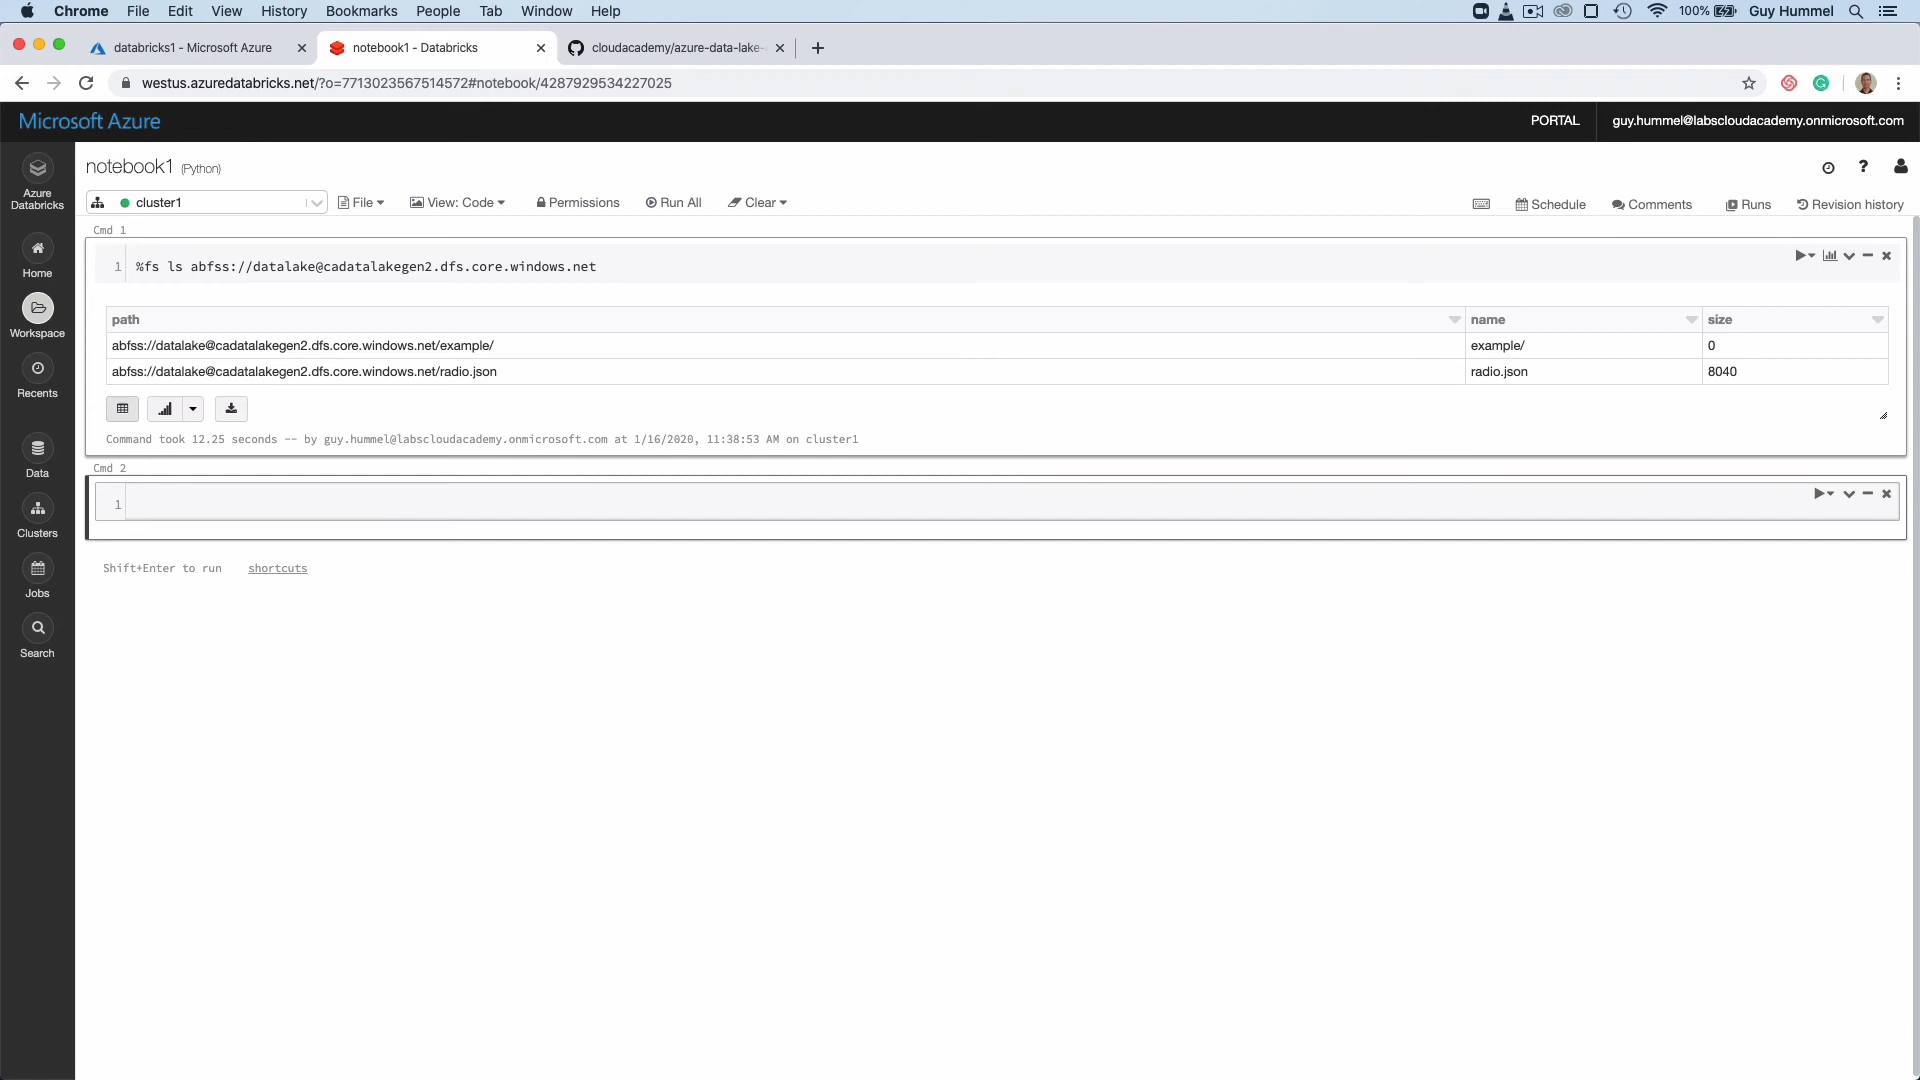 Chrome File Edit View History Bookmarks People Tab Window Help 100% Guy Hummel
databricks1 - Microsoft Azure notebook1 - Databricks cloudacademy/azure-data-lake-
westus.azuredatabricks.net/?o=7713023567514572#notebook/4287929534227025
Microsoft Azure PORTAL guy.hummel@labscloudacademy.onmicrosoft.com
Azure
Databricks
Home
Workspace
Recents
Data
Clusters
Jobs
Search
notebook1 (Python)
cluster1 File View: Code Permissions Run All Clear Schedule Comments Runs Revision history
Cmd 1
1 %fs ls abfss://datalake@cadatalakegen2.dfs.core.windows.net
path name size
abfss://datalake@cadatalakegen2.dfs.core.windows.net/example/ example/ 0
abfss://datalake@cadatalakegen2.dfs.core.windows.net/radio.json radio.json 8040
Command took 12.25 seconds -- by guy.hummel@labscloudacademy.onmicrosoft.com at 1/16/2020, 11:38:53 AM on cluster1
Cmd 2
1
Shift+Enter to run shortcuts